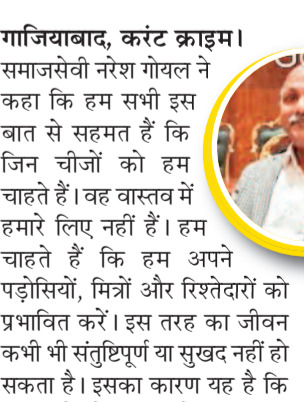 गाजियाबाद, करंट क्राइम।
समाजसेवी नरेश गोयल ने
कहा कि हम सभी इस
बात से सहमत हैं कि
जिन चीजों को हम
चाहते हैं। वह वास्तव में
हमारे लिए नहीं हैं। हम
चाहते हैं कि हम अपने
पड़ोसियों, मित्रों और रिश्तेदारों को
प्रभावित करें। इस तरह का जीवन
कभी भी संतुष्टिपूर्ण या सुखद नहीं हो
सकता है। इसका कारण यह है कि